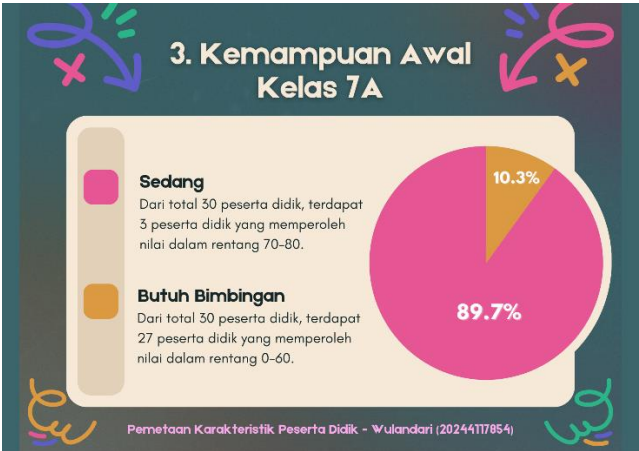 3. Kemampuan Awal
Kelas 7A
Sedang
Dari total 30 peserta didik, terdapat
3 peserta didik yang memperoleh
nilai dalam rentang 70-80.
Butuh Bimbingan
Dari total 30 peserta didik, terdapat
27 peserta didik yang memperoleh
nilai dalam rentang 0-60.
10.3%
89.7%
Pemetaan Karakteristik Peserta Didik - Wulandari (20244117854)